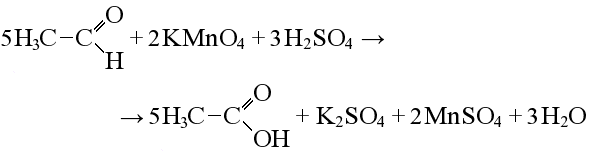 5H₃C−C(=O)−H + 2KMnO₄ + 3H₂SO₄ →
→ 5H₃C−C(=O)−OH + K₂SO₄ + 2MnSO₄ + 3H₂O